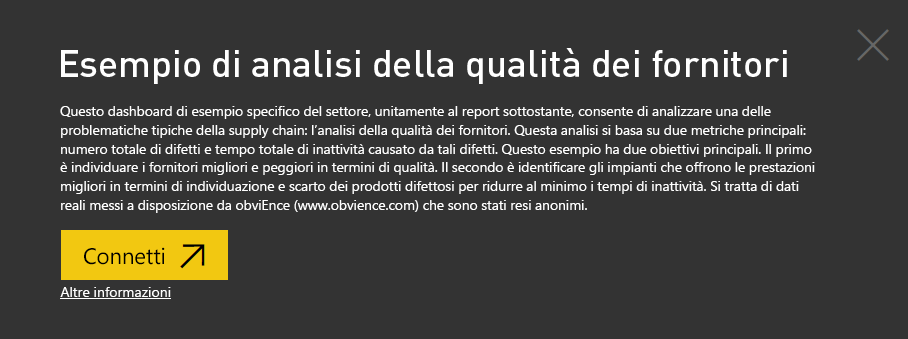 Esempio di analisi della qualità dei fornitori
Questo dashboard di esempio specifico del settore, unitamente al report sottostante, consente di analizzare una delle
problematiche tipiche della supply chain: l'analisi della qualità dei fornitori. Questa analisi si basa su due metriche principali:
numero totale di difetti e tempo totale di inattività causato da tali difetti. Questo esempio ha due obiettivi principali. Il primo
è individuare i fornitori migliori e peggiori in termini di qualità. Il secondo è identificare gli impianti che offrono le prestazioni
migliori in termini di individuazione e scarto dei prodotti difettosi per ridurre al minimo i tempi di inattività. Si tratta di dati
reali messi a disposizione da obviEnce (www.obvience.com) che sono stati resi anonimi.
Connetti
Altre informazioni